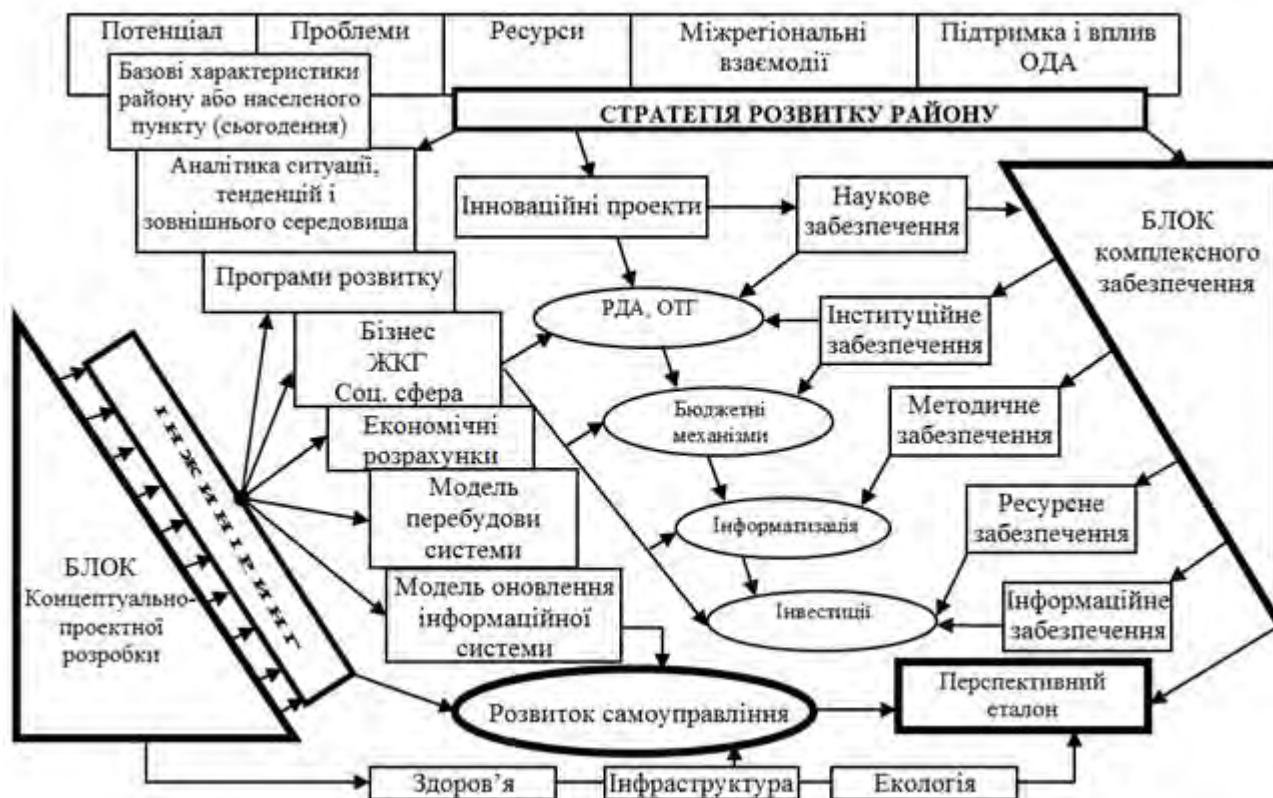 Потенціал
Проблеми
Ресурси
Міжрегіональні
взаємодії
Підтримка і вплив
ОДА
Базові характеристики
району або населеного
пункту (сьогодення)
СТРАТЕГІЯ РОЗВИТКУ РАЙОНУ
Аналітика ситуації,
тенденцій і
зовнішнього середовища
Інноваційні проекти
Наукове
забезпечення
БЛОК
комплексного
забезпечення
Програми розвитку
РДА, ОТГ
Інституційне
забезпечення
Бізнес
ЖКГ
Соц. сфера
Бюджетні
механізми
Методичне
забезпечення
Економічні
розрахунки
ІНЖИНІРИНГ
Модель
перебудови
системи
Інформатизація
Ресурсне
забезпечення
БЛОК
Концептуально-
проектної
розробки
Модель оновлення
інформаційної
системи
Інвестиції
Інформаційне
забезпечення
Розвиток самоуправління
Перспективний
еталон
Здоров’я
Інфраструктура
Екологія